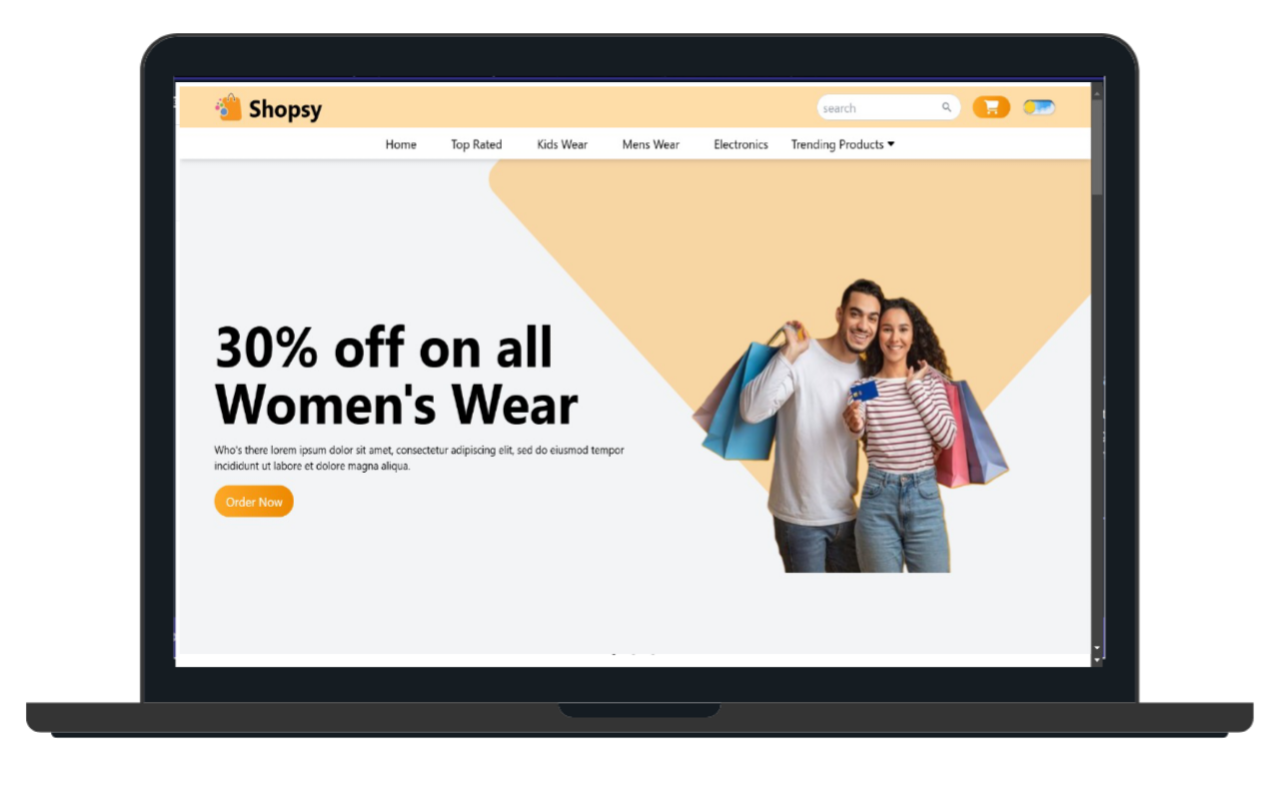 Shopsy
search
Home Top Rated Kids Wear Mens Wear Electronics Trending Products
30% off on all
Women's Wear
Who's there lorem ipsum dolor sit amet, consectetur adipiscing elit, sed do eiusmod tempor
incididunt ut labore et dolore magna aliqua.
Order Now